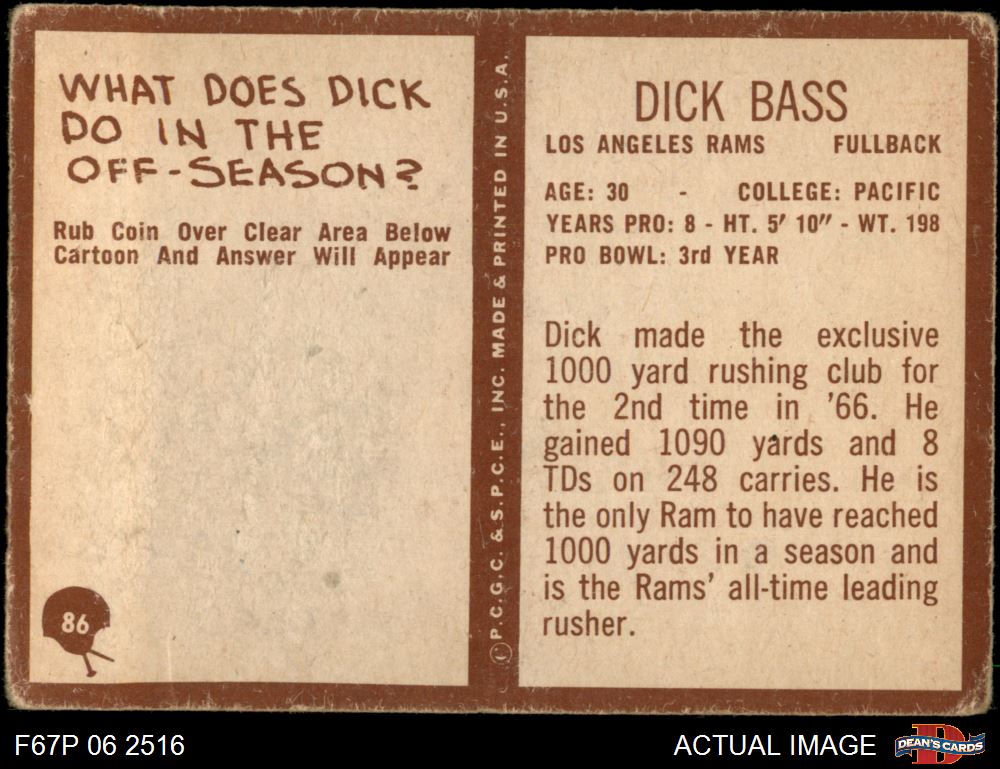 WHAT DOES DICK
DO IN THE
OFF-SEASON?
Rub Coin Over Clear Area Below
Cartoon And Answer Will Appear
86
© P.C.G.C. & S.P.C.E., INC. MADE & PRINTED IN U.S.A.
DICK BASS
LOS ANGELES RAMS FULLBACK
AGE: 30 - COLLEGE: PACIFIC
YEARS PRO: 8 - HT. 5' 10" - WT. 198
PRO BOWL: 3rd YEAR
Dick made the exclusive
1000 yard rushing club for
the 2nd time in '66. He
gained 1090 yards and 8
TDs on 248 carries. He is
the only Ram to have reached
1000 yards in a season and
is the Rams' all-time leading
rusher.
F67P 06 2516
ACTUAL IMAGE
DEAN'S CARDS